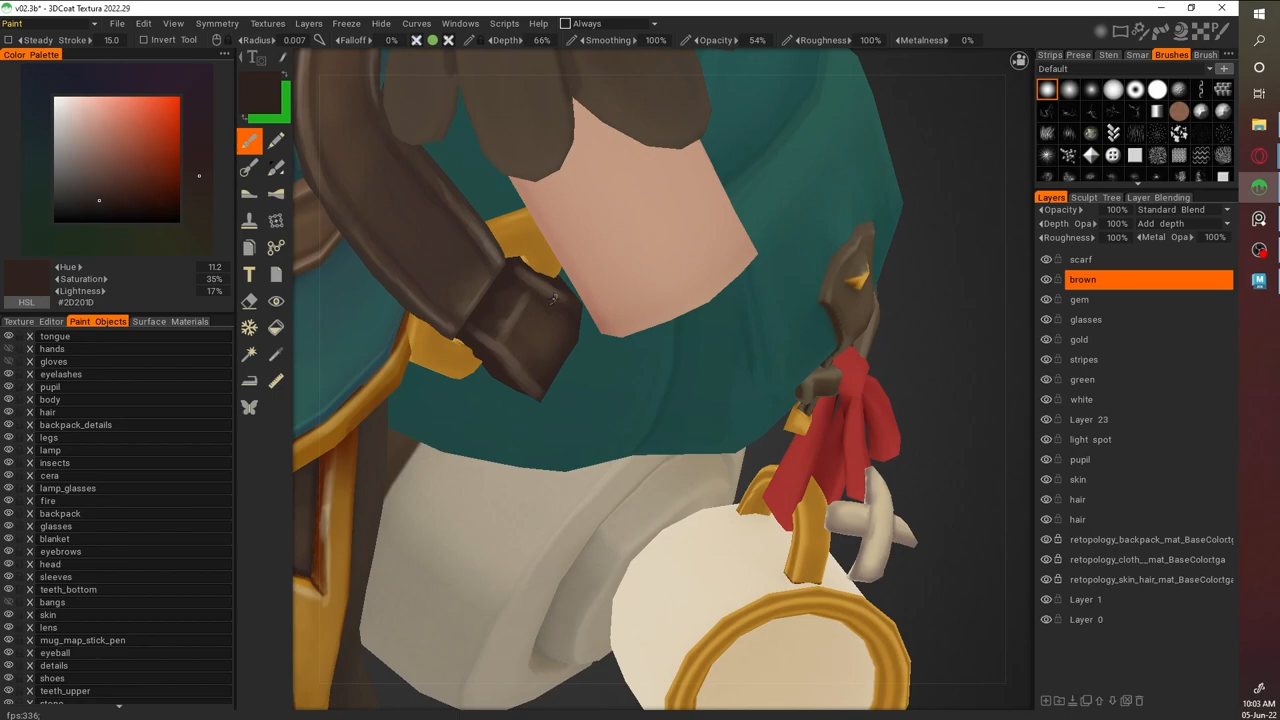 v02.3b* - 3DCoat Textura 2022.29
Paint File Edit View Symmetry Textures Layers Freeze Hide Curves Windows Scripts Help Always
Steady Stroke 15.0 Invert Tool Radius 0.007 Falloff 0% Depth 66% Smoothing 100% Opacity 54% Roughness 100% Metalness 0%
Color Palette
Strips Prese Sten Smar Brushes Brush
Default
Layers Sculpt Tree Layer Blending
Opacity 100% Standard Blend
Depth Opa 100% Add depth
Roughness 100% Metal Opa 100%
scarf
brown
gem
glasses
gold
stripes
green
white
Layer 23
light spot
pupil
skin
hair
hair
retopology_backpack_mat_BaseColortg
retopology_cloth__mat_BaseColortga
retopology_skin_hair_mat_BaseColortga
Layer 1
Layer 0
Hue 11.2
Saturation 35%
Lightness 17%
HSL #2D201D
Texture Editor Paint Objects Surface Materials
tongue
hands
gloves
eyelashes
pupil
body
hair
backpack_details
legs
lamp
insects
cera
lamp_glasses
fire
backpack
glasses
blanket
eyebrows
head
sleeves
teeth_bottom
bangs
skin
lens
mug_map_stick_pen
eyeball
details
shoes
teeth_upper
fps:336;
10:03 AM
05-Jun-22